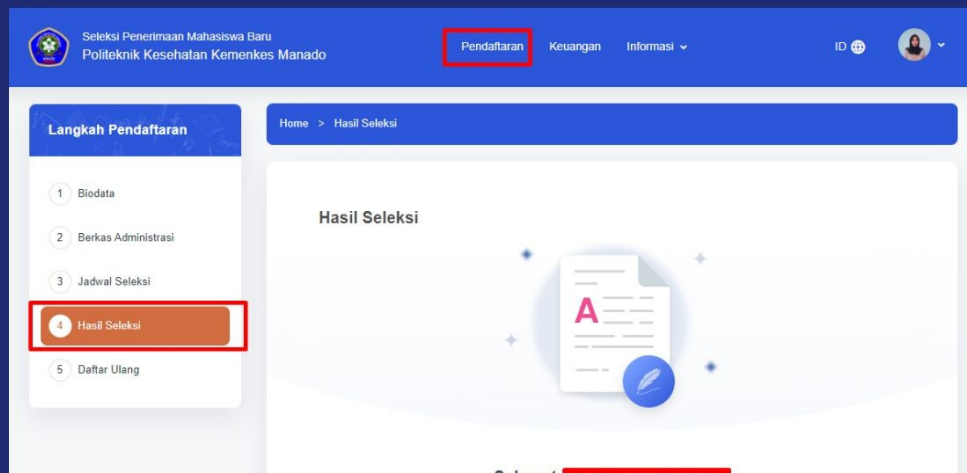 Seleksi Penerimaan Mahasiswa Baru
Politeknik Kesehatan Kemenkes Manado
Pendaftaran
Keuangan
Informasi
ID
Langkah Pendaftaran
1 Biodata
2 Berkas Administrasi
3 Jadwal Seleksi
4 Hasil Seleksi
5 Daftar Ulang
Home > Hasil Seleksi
Hasil Seleksi
A